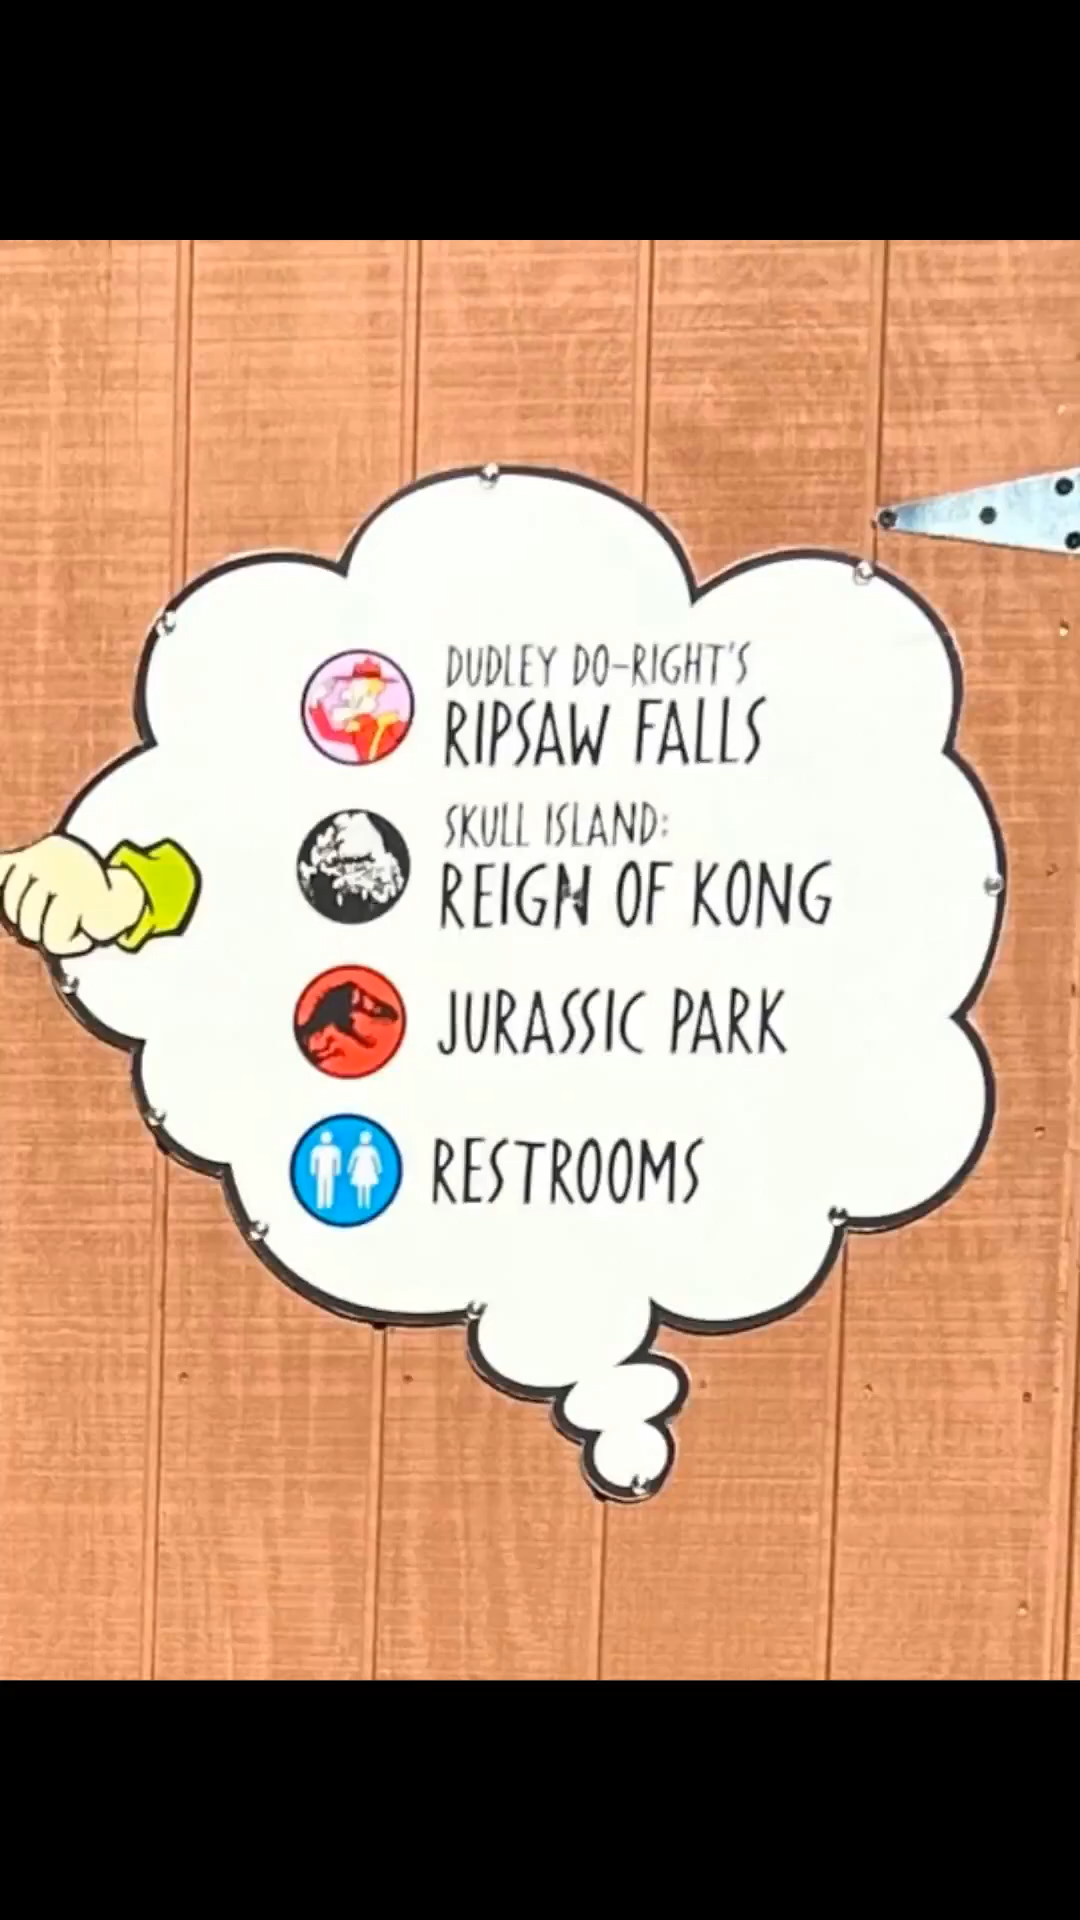 DUDLEY DO-RIGHT'S
RIPSAW FALLS
SKULL ISLAND:
REIGN OF KONG
JURASSIC PARK
RESTROOMS